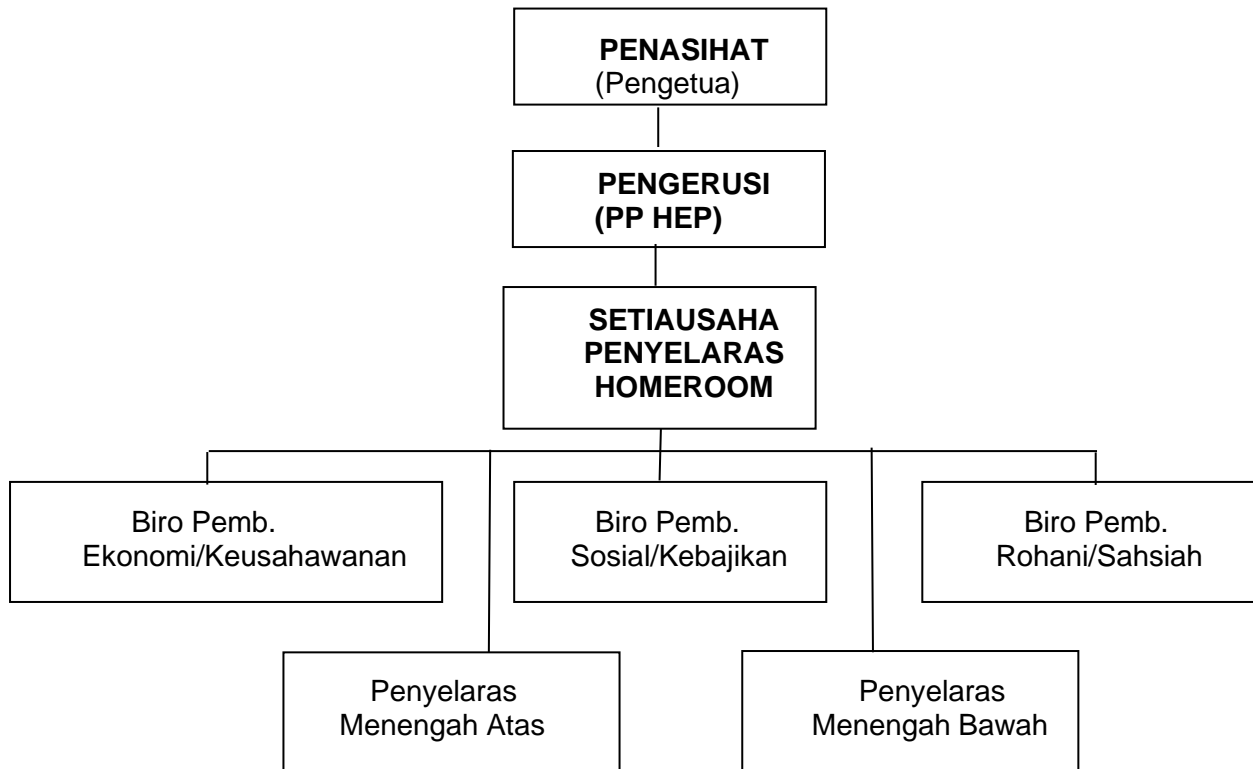 PENASIHAT
(Pengetua)
PENGERUSI
(PP HEP)
SETIAUSAHA
PENYELARAS
HOMEROOM
Biro Pemb.
Ekonomi/Keusahawanan
Biro Pemb.
Sosial/Kebajikan
Biro Pemb.
Rohani/Sahsiah
Penyelaras
Menengah Atas
Penyelaras
Menengah Bawah